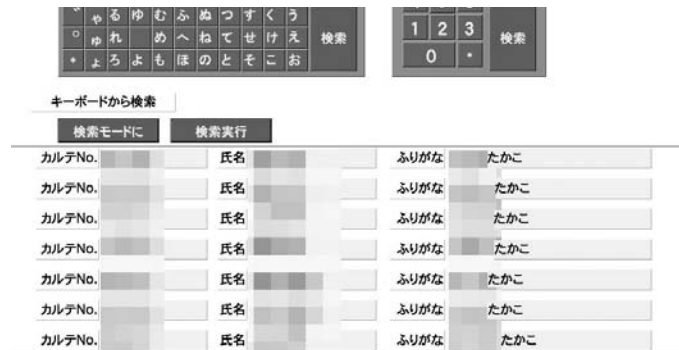 ゛ ゃ る ゆ む ふ ぬ つ す く う
゜ ゅ れ め へ ね て せ け え 検索
・ ょ ろ よ も ほ の と そ こ お
1 2 3 検索
0 ・
キーボードから検索
検索モードに 検索実行
カルテNo. 氏名 ふりがな たかこ
カルテNo. 氏名 ふりがな たかこ
カルテNo. 氏名 ふりがな たかこ
カルテNo. 氏名 ふりがな たかこ
カルテNo. 氏名 ふりがな たかこ
カルテNo. 氏名 ふりがな たかこ
カルテNo. 氏名 ふりがな たかこ